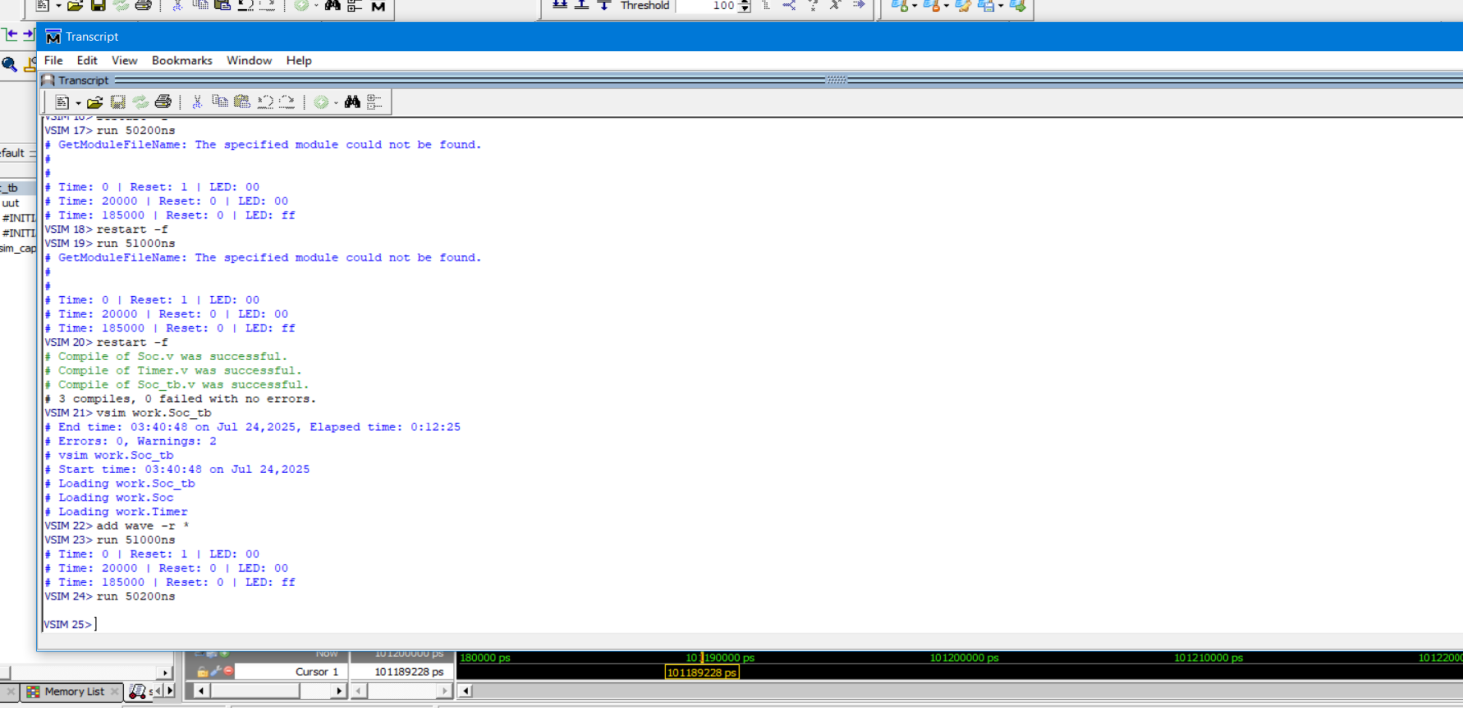 Threshold 100
Transcript
File Edit View Bookmarks Window Help
Transcript
VSIM 17> run 50200ns
# GetModuleFileName: The specified module could not be found.
#
#
# Time: 0 | Reset: 1 | LED: 00
# Time: 20000 | Reset: 0 | LED: 00
# Time: 185000 | Reset: 0 | LED: ff
VSIM 18> restart -f
VSIM 19> run 51000ns
# GetModuleFileName: The specified module could not be found.
#
#
# Time: 0 | Reset: 1 | LED: 00
# Time: 20000 | Reset: 0 | LED: 00
# Time: 185000 | Reset: 0 | LED: ff
VSIM 20> restart -f
# Compile of Soc.v was successful.
# Compile of Timer.v was successful.
# Compile of Soc_tb.v was successful.
# 3 compiles, 0 failed with no errors.
VSIM 21> vsim work.Soc_tb
# End time: 03:40:48 on Jul 24,2025, Elapsed time: 0:12:25
# Errors: 0, Warnings: 2
# vsim work.Soc_tb
# Start time: 03:40:48 on Jul 24,2025
# Loading work.Soc_tb
# Loading work.Soc
# Loading work.Timer
VSIM 22> add wave -r *
VSIM 23> run 51000ns
# Time: 0 | Reset: 1 | LED: 00
# Time: 20000 | Reset: 0 | LED: 00
# Time: 185000 | Reset: 0 | LED: ff
VSIM 24> run 50200ns
VSIM 25>
efault
c_tb
uut
#INITI
#INITI
sim_cap
Now 101200000 ps 180000 ps 101190000 ps 101200000 ps 101210000 ps 1012200
Cursor 1 101189228 ps 101189228 ps
Memory List s